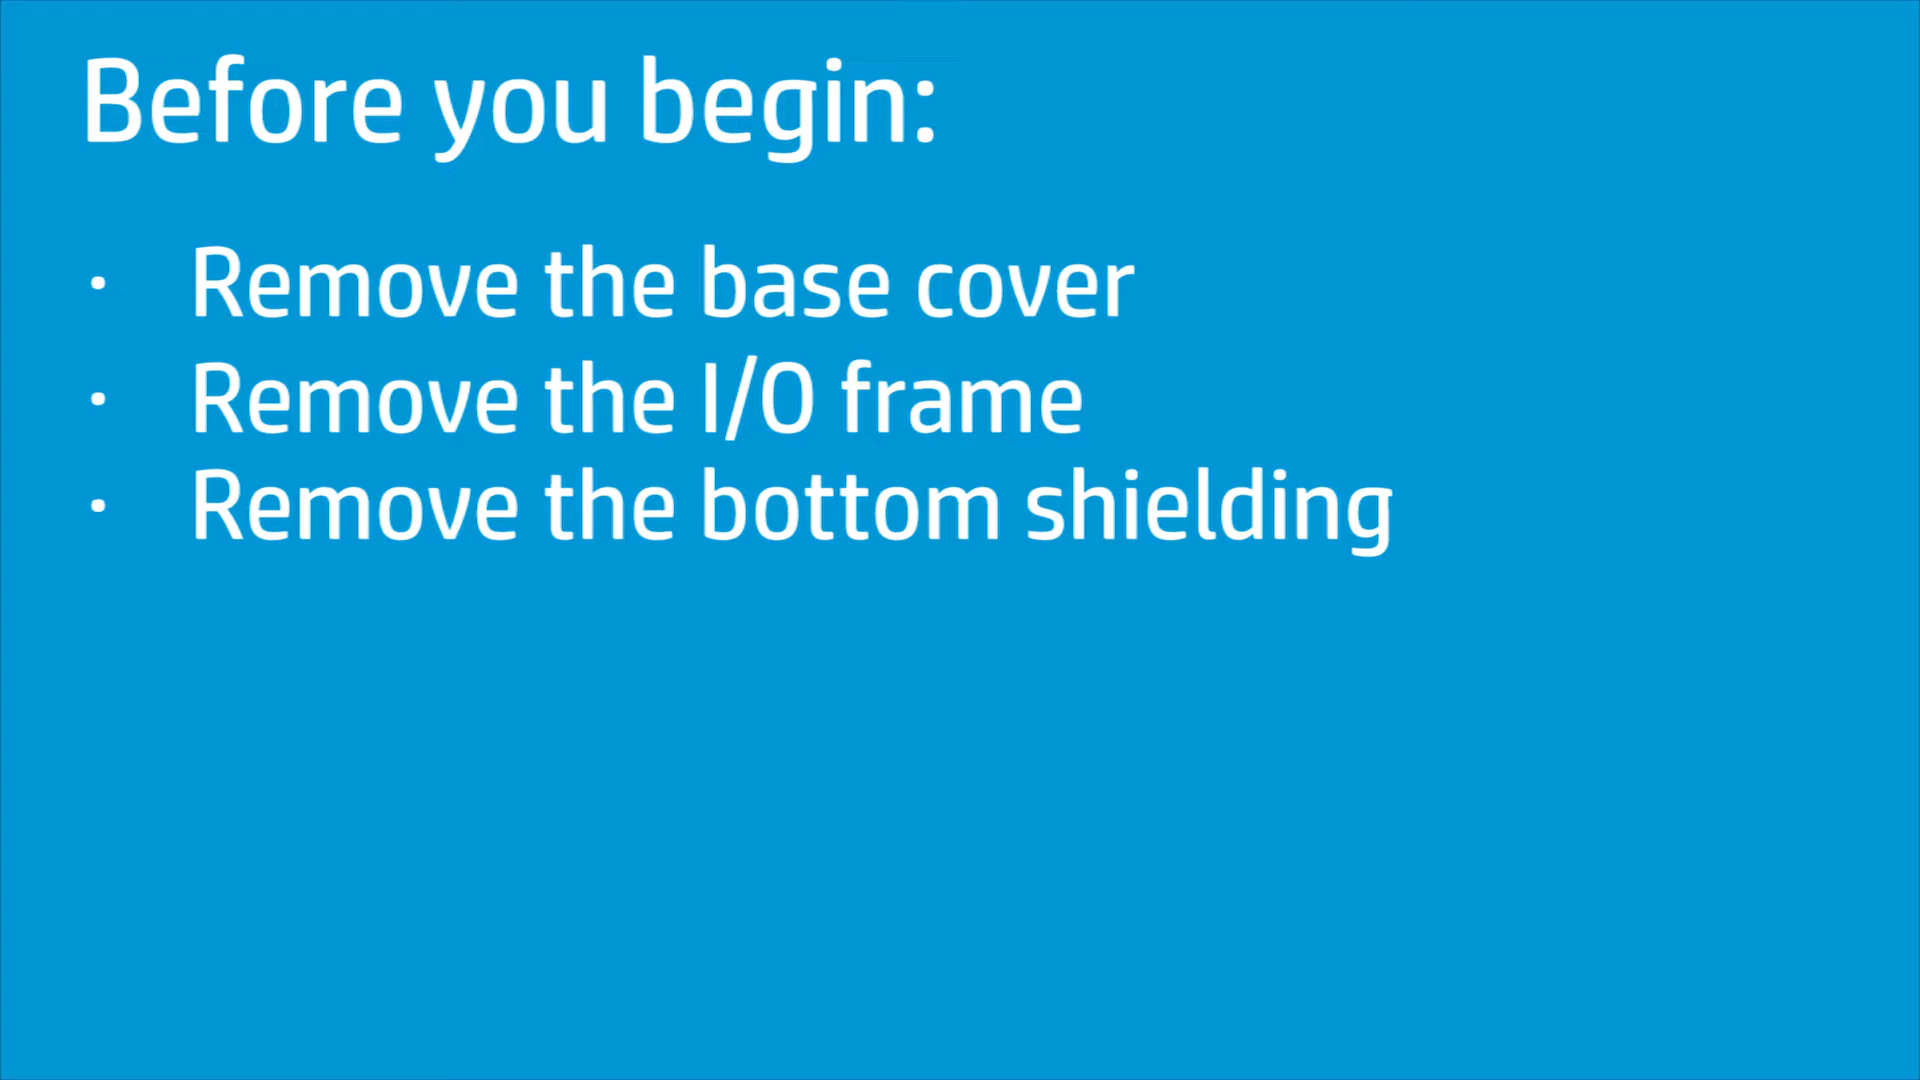 Before you begin:
· Remove the base cover
· Remove the I/O frame
· Remove the bottom shielding